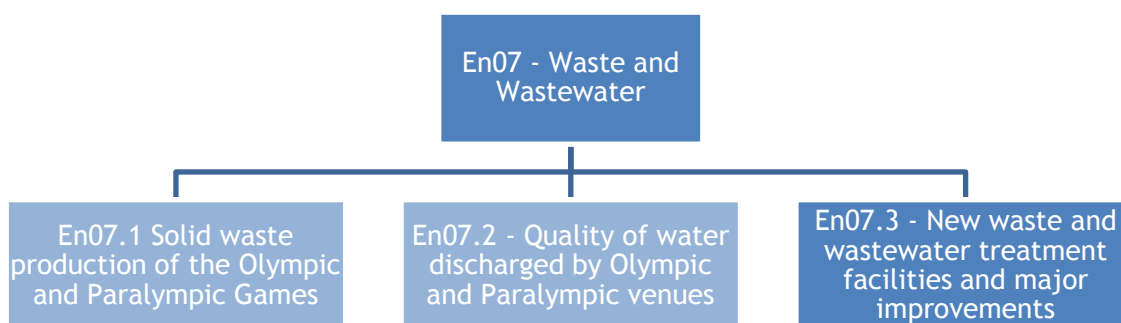 En07 - Waste and
Wastewater
En07.1 Solid waste
production of the Olympic
and Paralympic Games
En07.2 - Quality of water
discharged by Olympic
and Paralympic venues
En07.3 - New waste and
wastewater treatment
facilities and major
improvements